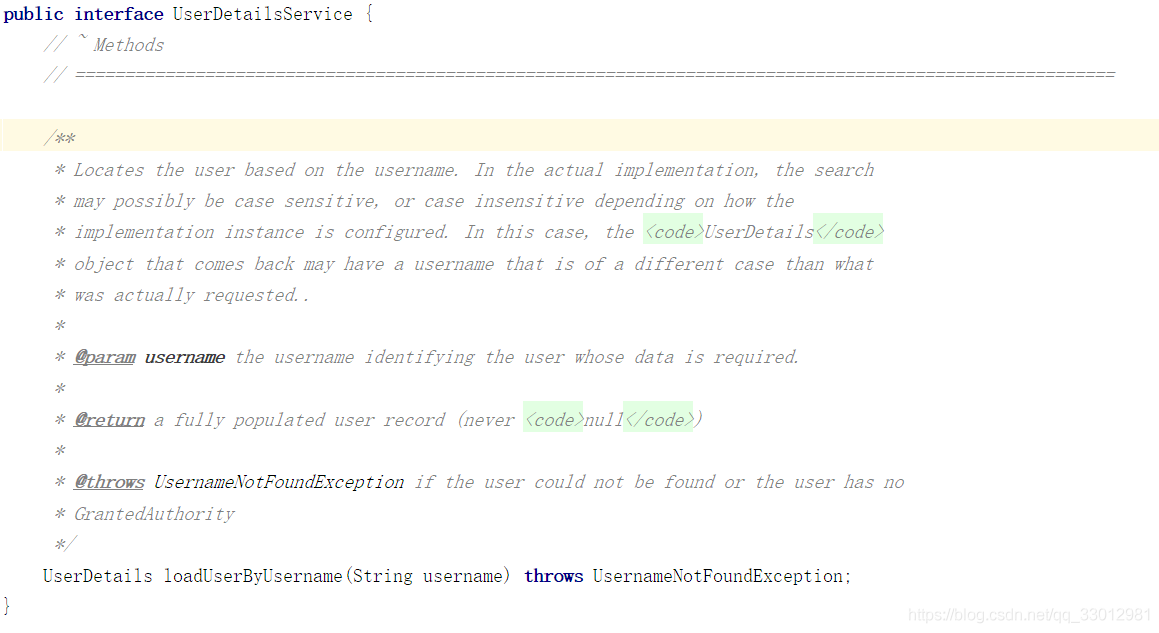 public interface UserDetailsService {
// ~ Methods
// ========================================================================================================
/**
* Locates the user based on the username. In the actual implementation, the search
* may possibly be case sensitive, or case insensitive depending on how the
* implementation instance is configured. In this case, the <code>UserDetails</code>
* object that comes back may have a username that is of a different case than what
* was actually requested..
*
* @param username the username identifying the user whose data is required.
*
* @return a fully populated user record (never <code>null</code>)
*
* @throws UsernameNotFoundException if the user could not be found or the user has no
* GrantedAuthority
*/
UserDetails loadUserByUsername(String username) throws UsernameNotFoundException;
}
https://blog.csdn.net/qq_33012981